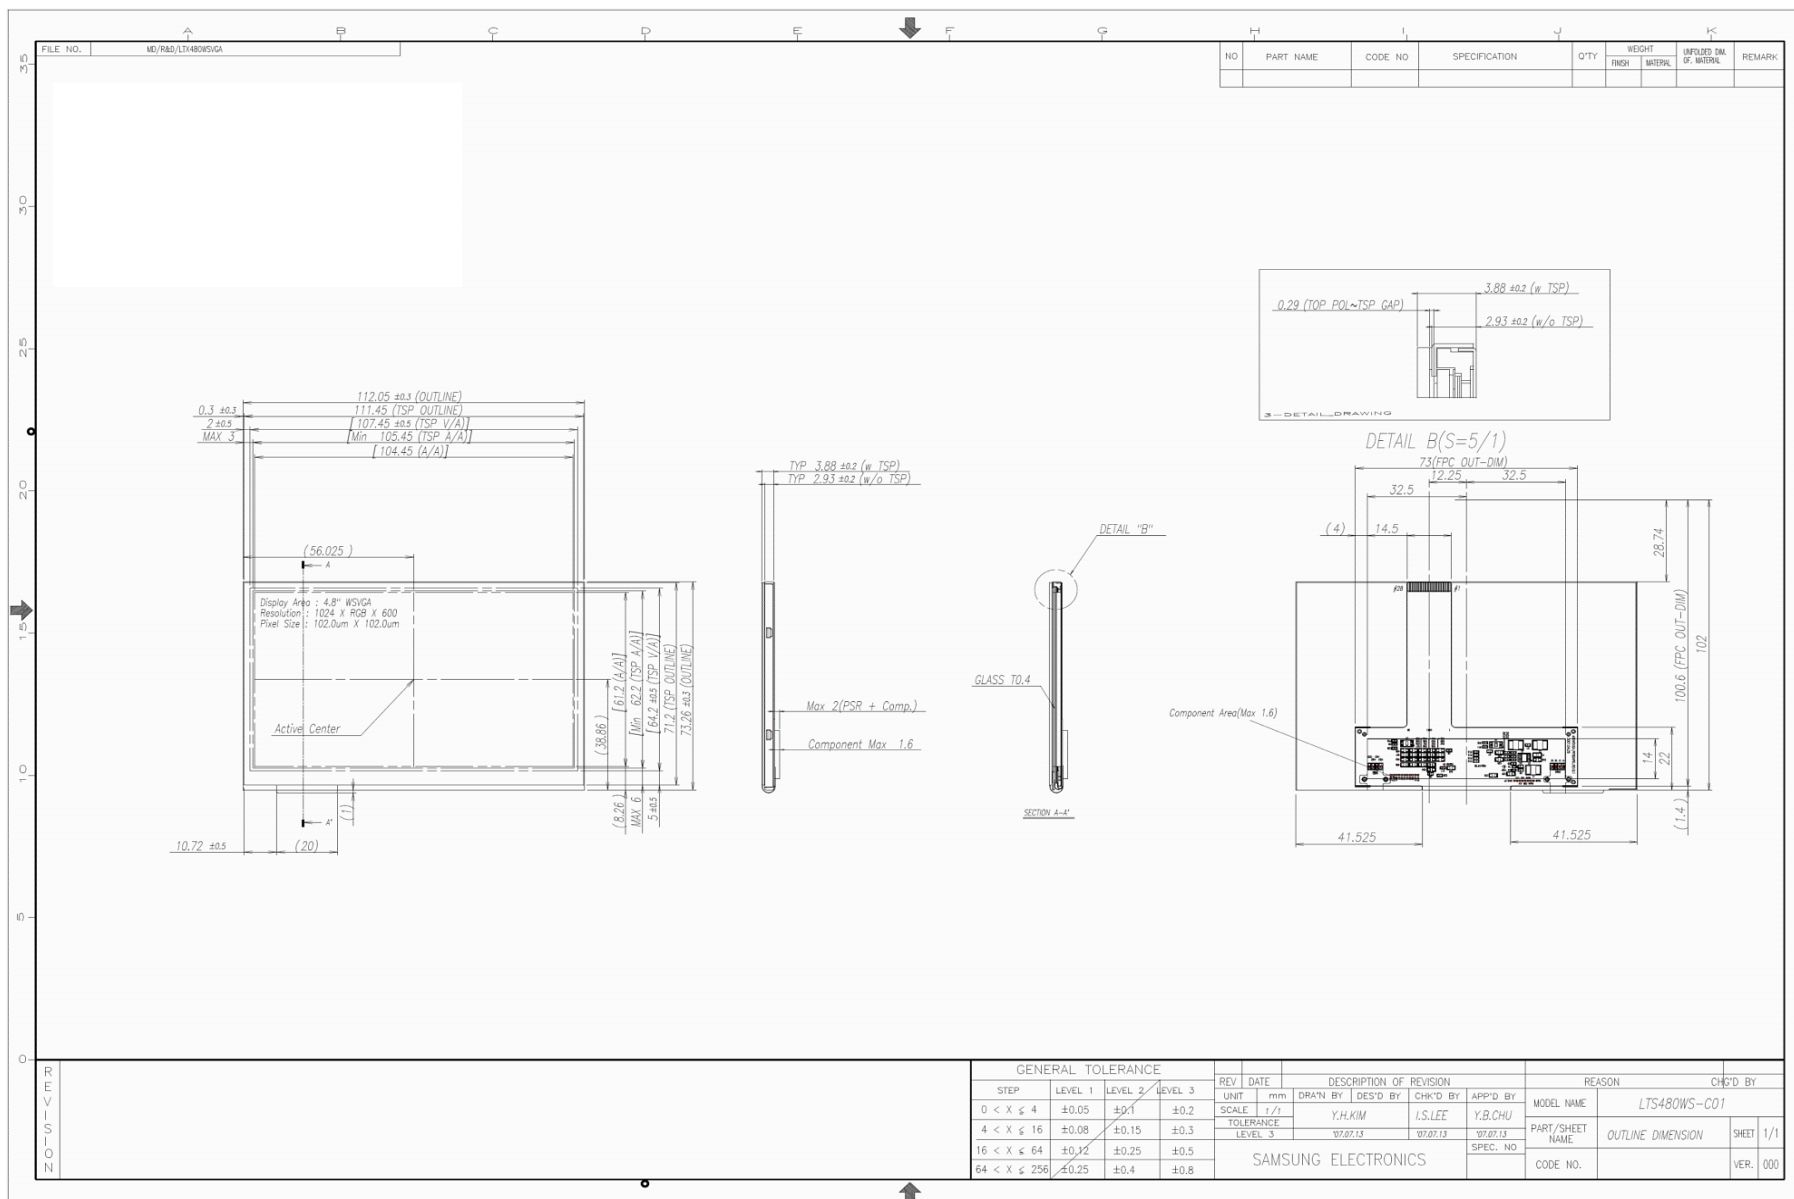 A B C D E F G H I J K
FILE NO. MD/R&D/LTX480WSVGA
NO PART NAME CODE NO SPECIFICATION Q'TY WEIGHT UNFOLDED DIM. OF. MATERIAL REMARK
FINISH MATERIAL
35
30
25
20
15
10
5
0
3.88 ±0.2 (w TSP)
0.29 (TOP POL~TSP GAP)
2.93 ±0.2 (w/o TSP)
3-DETAIL_DRAWING
DETAIL B(S=5/1)
112.05 ±0.3 (OUTLINE)
0.3 ±0.3
111.45 (TSP OUTLINE)
2 ±0.5
[107.45 ±0.5 (TSP V/A)]
MAX 3
[Min 105.45 (TSP A/A)]
[104.45 (A/A)]
(56.025 )
A
Display Area : 4.8" WSVGA
Resolution : 1024 X RGB X 600
Pixel Size : 102.0um X 102.0um
Active Center
[61.2 (A/A)]
[Min 62.2 (TSP A/A)]
[64.2 ±0.5 (TSP V/A)]
71.2 (TSP OUTLINE)
73.26 ±0.3 (OUTLINE)
(38.86 )
(8.26 )
MAX 6
5 ±0.5
(1)
A'
10.72 ±0.5
(20)
TYP 3.88 ±0.2 (w TSP)
TYP 2.93 ±0.2 (w/o TSP)
Max 2(PSR + Comp.)
Component Max 1.6
DETAIL "B"
GLASS T0.4
SECTION A-A'
73(FPC OUT-DIM)
12.25
32.5
32.5
(4)
14.5
28.74
#28
#1
100.6 (FPC OUT-DIM)
102
Component Area(Max 1.6)
14
22
(1.4 )
41.525
41.525
REVISION
GENERAL TOLERANCE
STEP LEVEL 1 LEVEL 2 LEVEL 3
0 < X ≤ 4 ±0.05 ±0.1 ±0.2
4 < X ≤ 16 ±0.08 ±0.15 ±0.3
16 < X ≤ 64 ±0.12 ±0.25 ±0.5
64 < X ≤ 256 ±0.25 ±0.4 ±0.8
REV DATE DESCRIPTION OF REVISION REASON CHG'D BY
UNIT mm DRA'N BY DES'D BY CHK'D BY APP'D BY
SCALE 1/1 Y.H.KIM I.S.LEE Y.B.CHU
TOLERANCE
LEVEL 3 '07.07.13 '07.07.13 '07.07.13
SPEC. NO
SAMSUNG ELECTRONICS
MODEL NAME LTS480WS-C01
PART/SHEET NAME OUTLINE DIMENSION SHEET 1/1
CODE NO. VER. 000